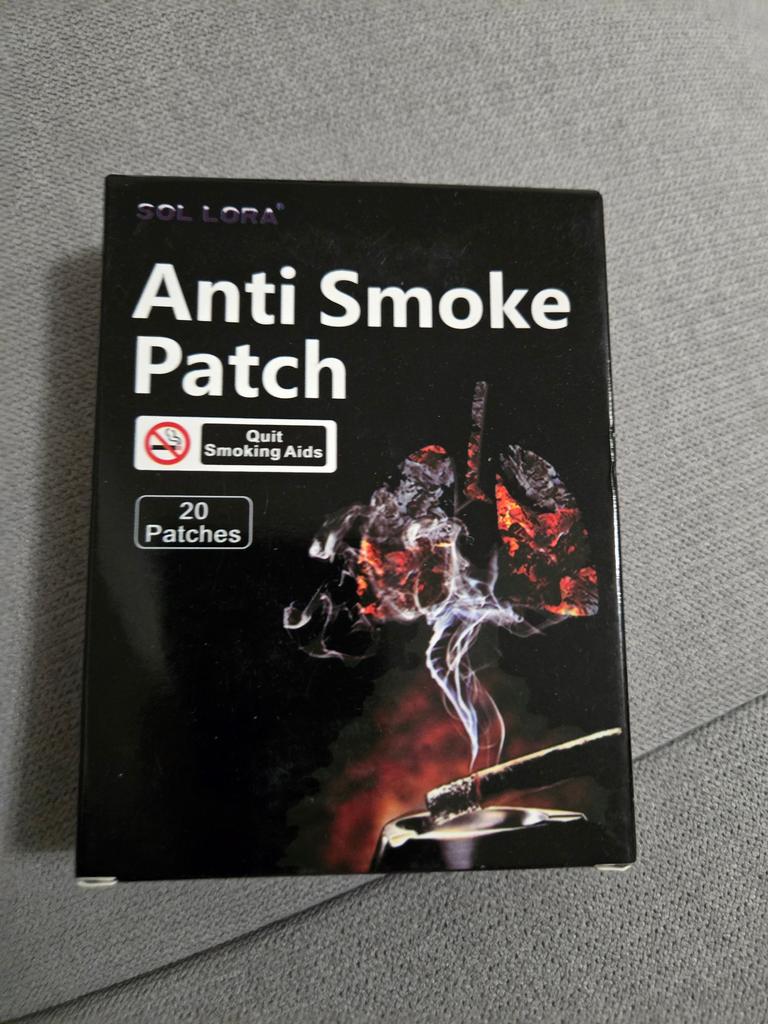 SOL LORA®
Anti Smoke
Patch
Quit
Smoking Aids
20
Patches